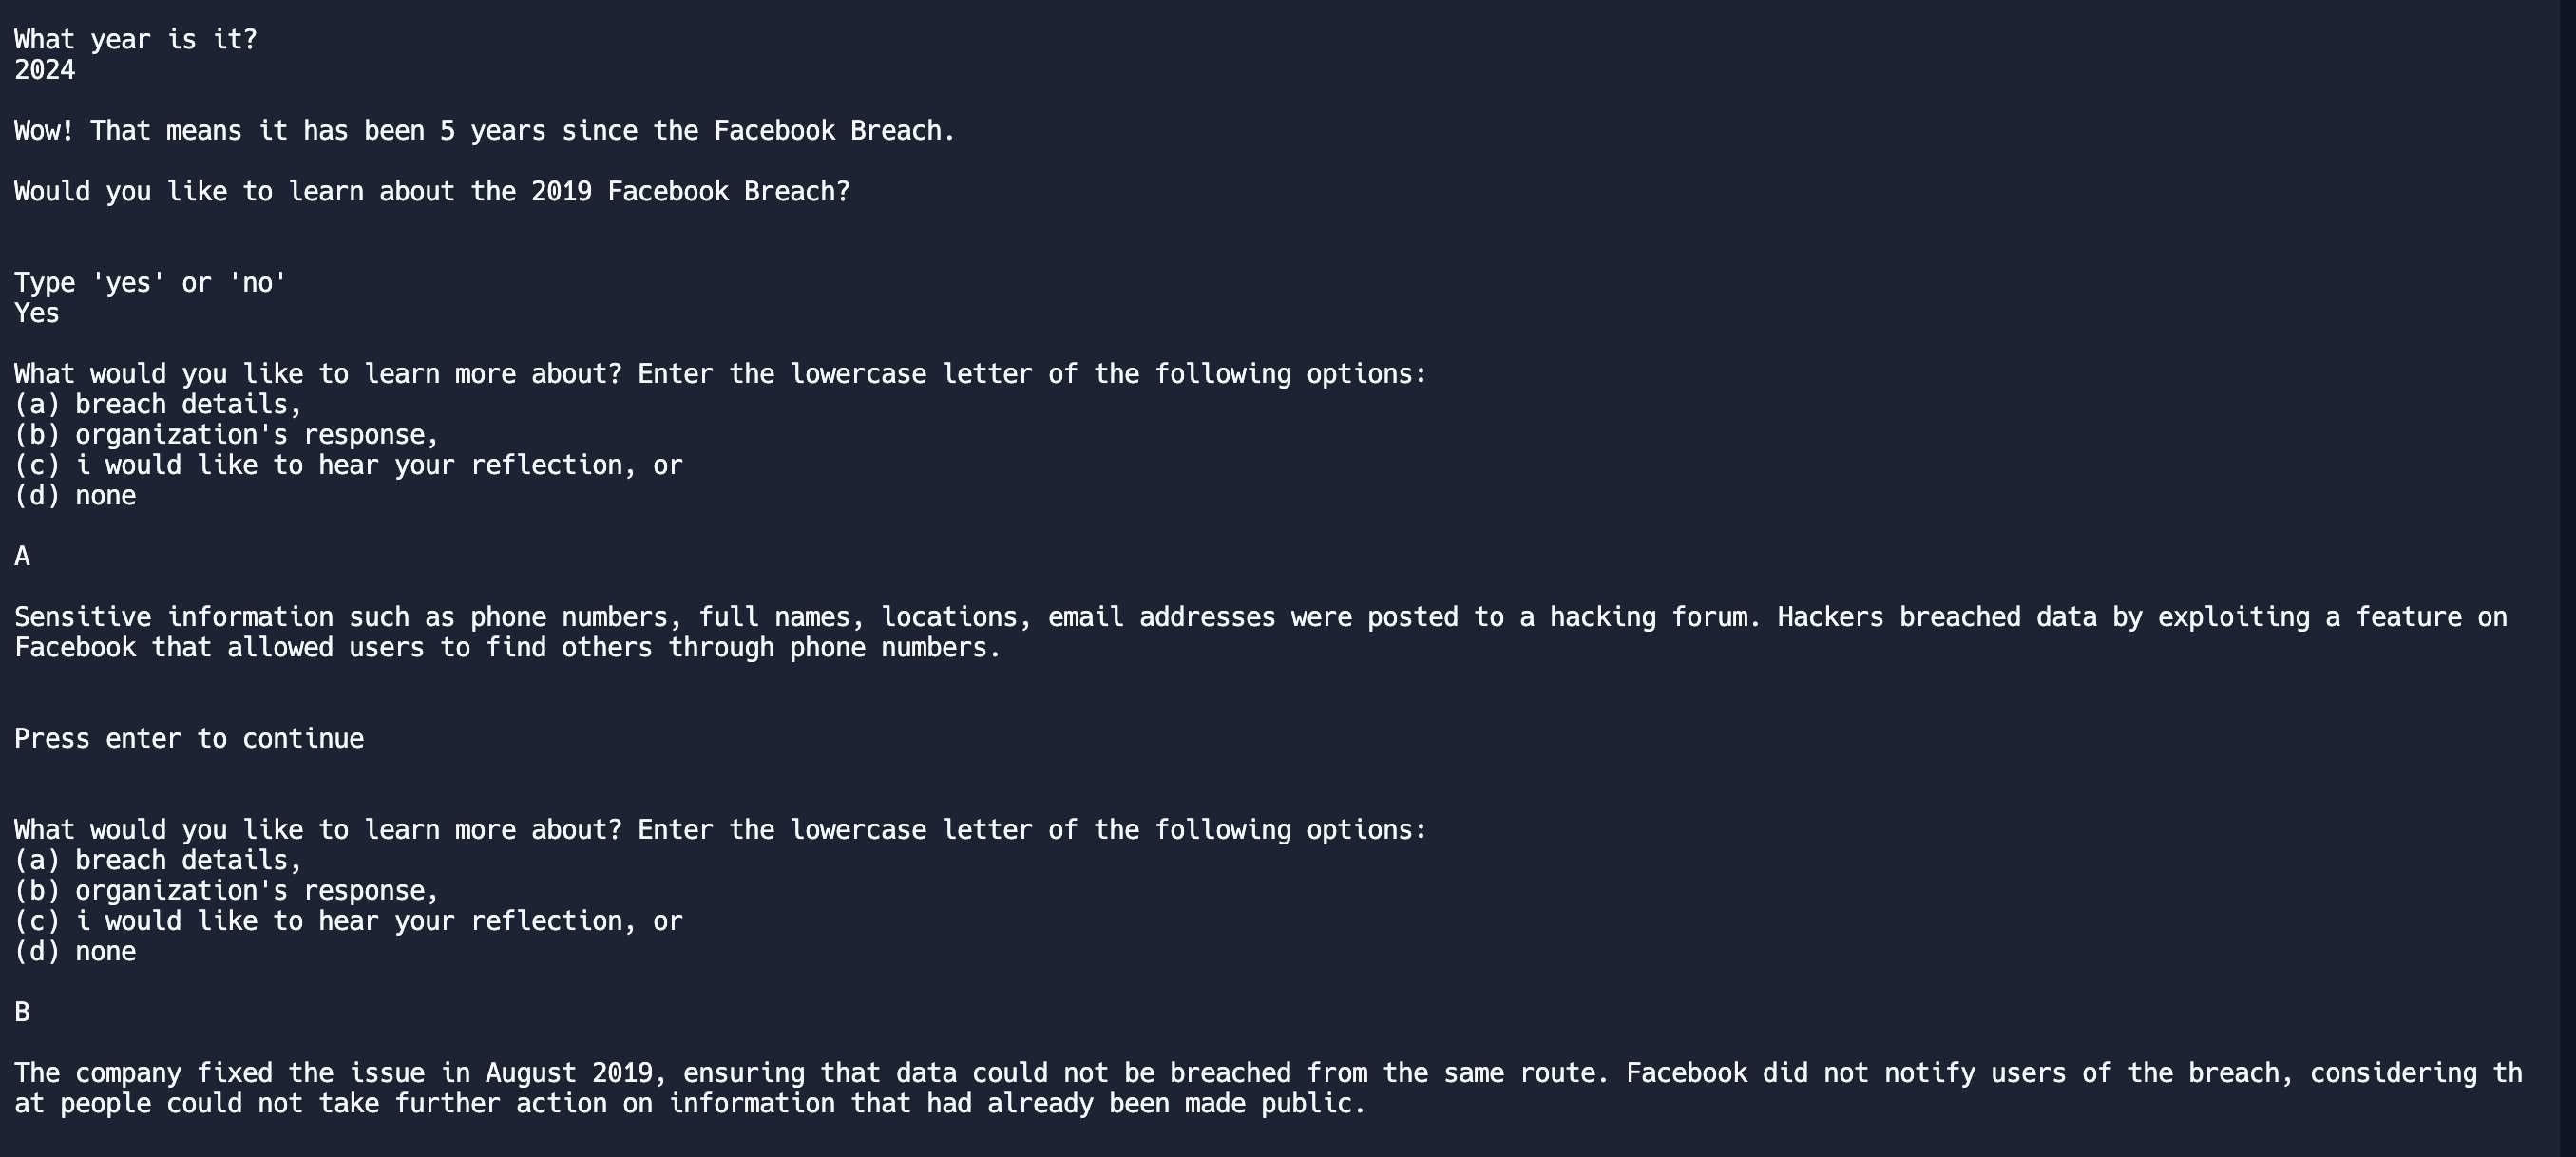 What year is it?
2024
Wow! That means it has been 5 years since the Facebook Breach.
Would you like to learn about the 2019 Facebook Breach?
Type 'yes' or 'no'
Yes
What would you like to learn more about? Enter the lowercase letter of the following options:
(a) breach details,
(b) organization's response,
(c) i would like to hear your reflection, or
(d) none
A
Sensitive information such as phone numbers, full names, locations, email addresses were posted to a hacking forum. Hackers breached data by exploiting a feature on
Facebook that allowed users to find others through phone numbers.
Press enter to continue
What would you like to learn more about? Enter the lowercase letter of the following options:
(a) breach details,
(b) organization's response,
(c) i would like to hear your reflection, or
(d) none
B
The company fixed the issue in August 2019, ensuring that data could not be breached from the same route. Facebook did not notify users of the breach, considering th
at people could not take further action on information that had already been made public.